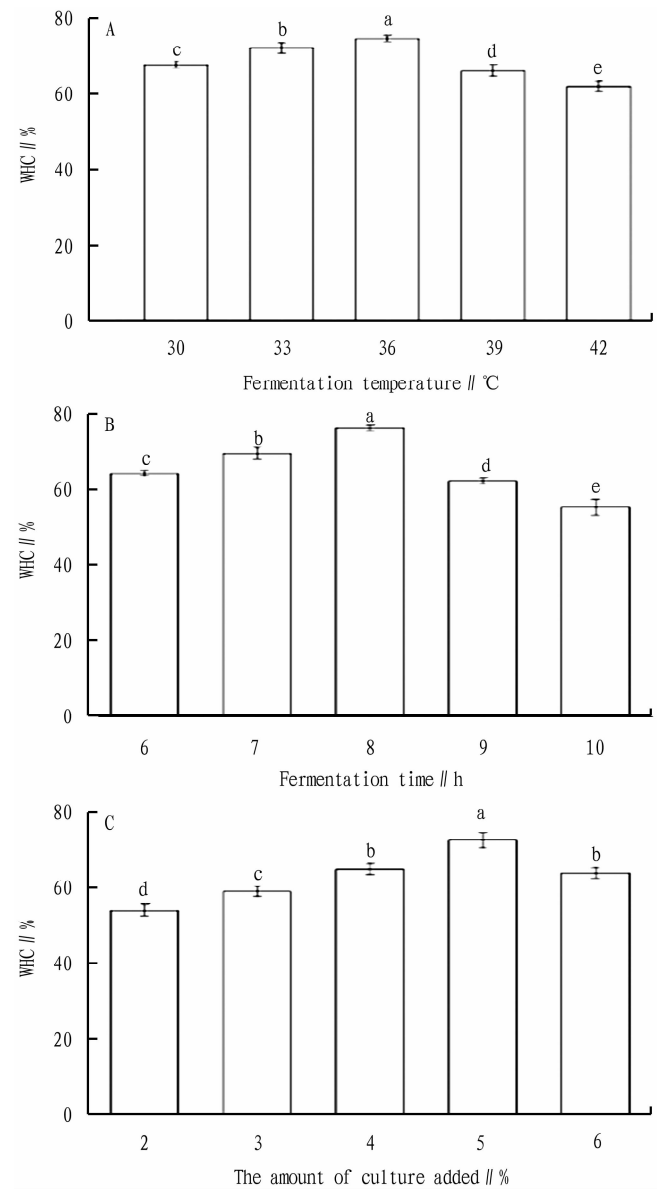 80
A
a
b
c
d
e
60
WHC // %
40
20
0
30 33 36 39 42
Fermentation temperature // ℃
80
B
a
b
c
d
e
60
WHC // %
40
20
0
6 7 8 9 10
Fermentation time // h
80
C
a
b
b
c
d
60
WHC // %
40
20
0
2 3 4 5 6
The amount of culture added // %